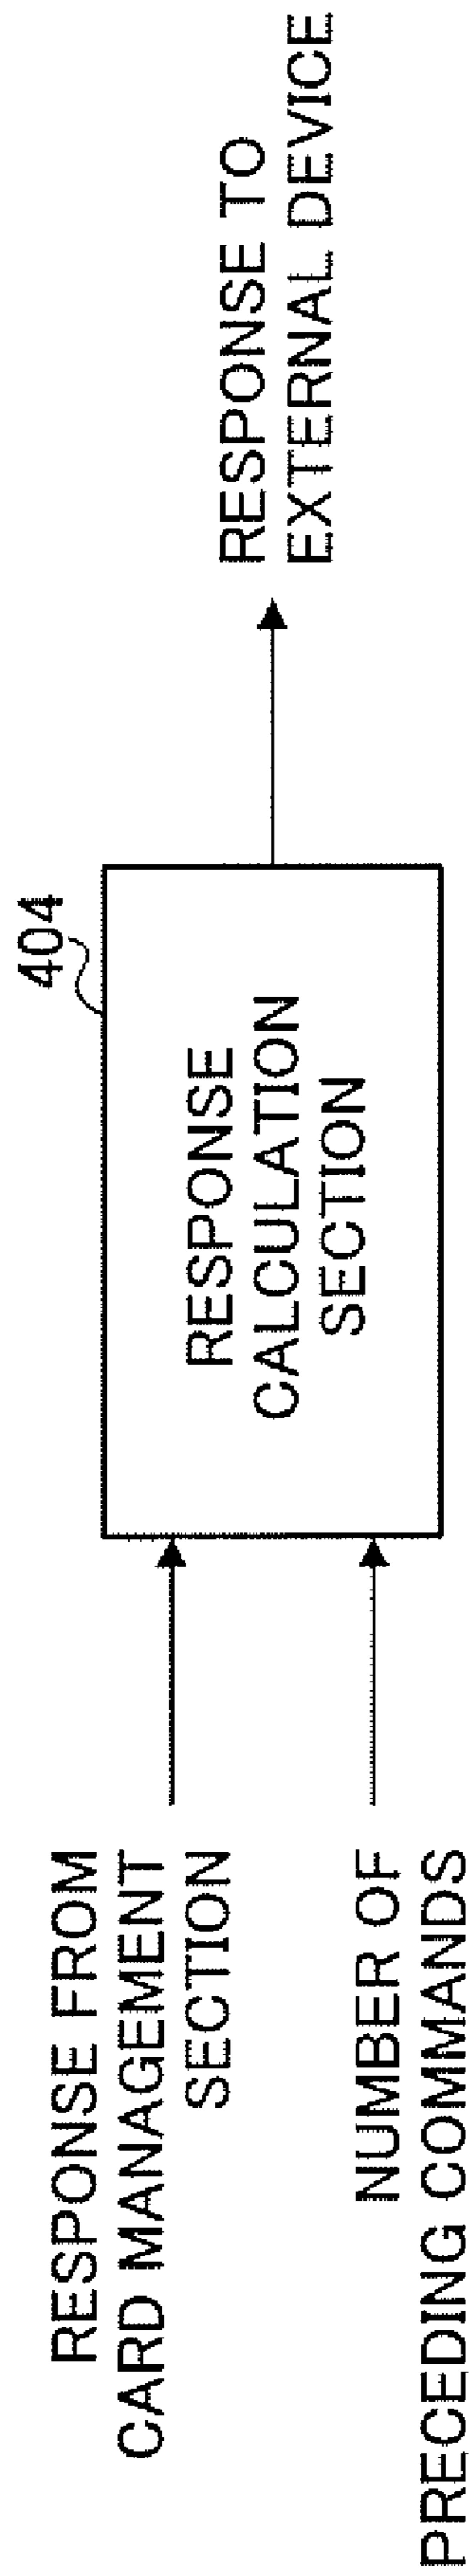 RESPONSE FROM
CARD MANAGEMENT
SECTION
NUMBER OF
PRECEDING COMMANDS
404
RESPONSE
CALCULATION
SECTION
RESPONSE TO
EXTERNAL DEVICE